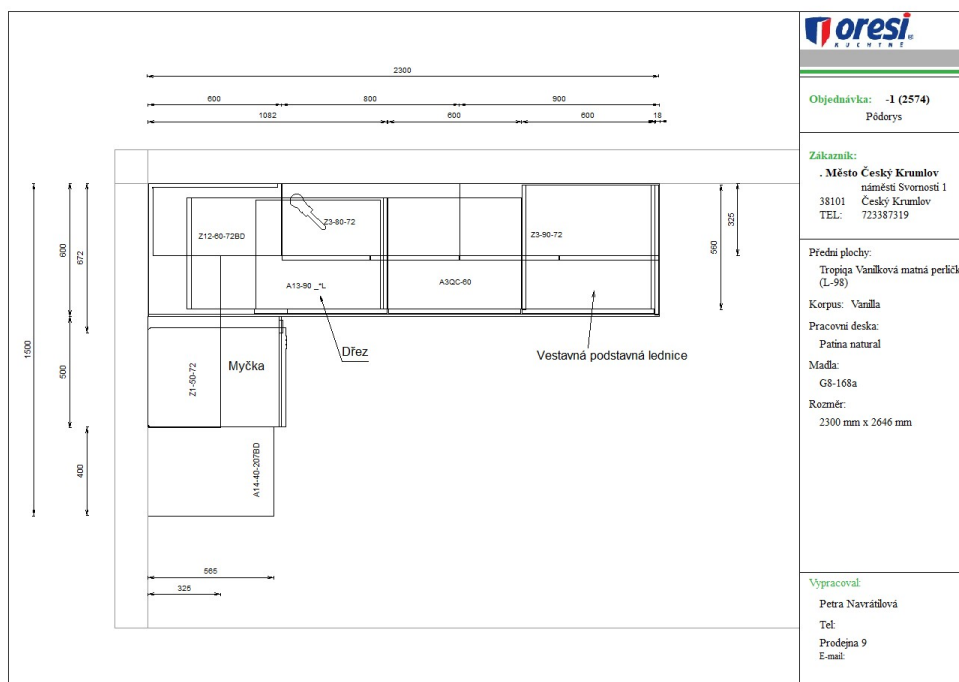 2300
600
800
900
1082
600
600
18
oresi
KUCHYNĚ
Objednávka: -1 (2574)
Půdorys
Zákazník:
. Město Český Krumlov
náměstí Svornosti 1
38101 Český Krumlov
TEL: 723387319
Přední plochy:
Tropiqa Vanilková matná perličk
(L-98)
Korpus: Vanilla
Pracovní deska:
Patina natural
Madla:
G8-168a
Rozměr:
2300 mm x 2646 mm
1500
600
672
500
400
Z12-60-72BD
Z3-80-72
Z3-90-72
560
325
A13-90 _*L
A3QC-60
Dřez
Vestavná podstavná lednice
Z1-50-72
Myčka
A14-40-207BD
565
325
Vypracoval:
Petra Navrátilová
Tel:
Prodejna 9
E-mail: